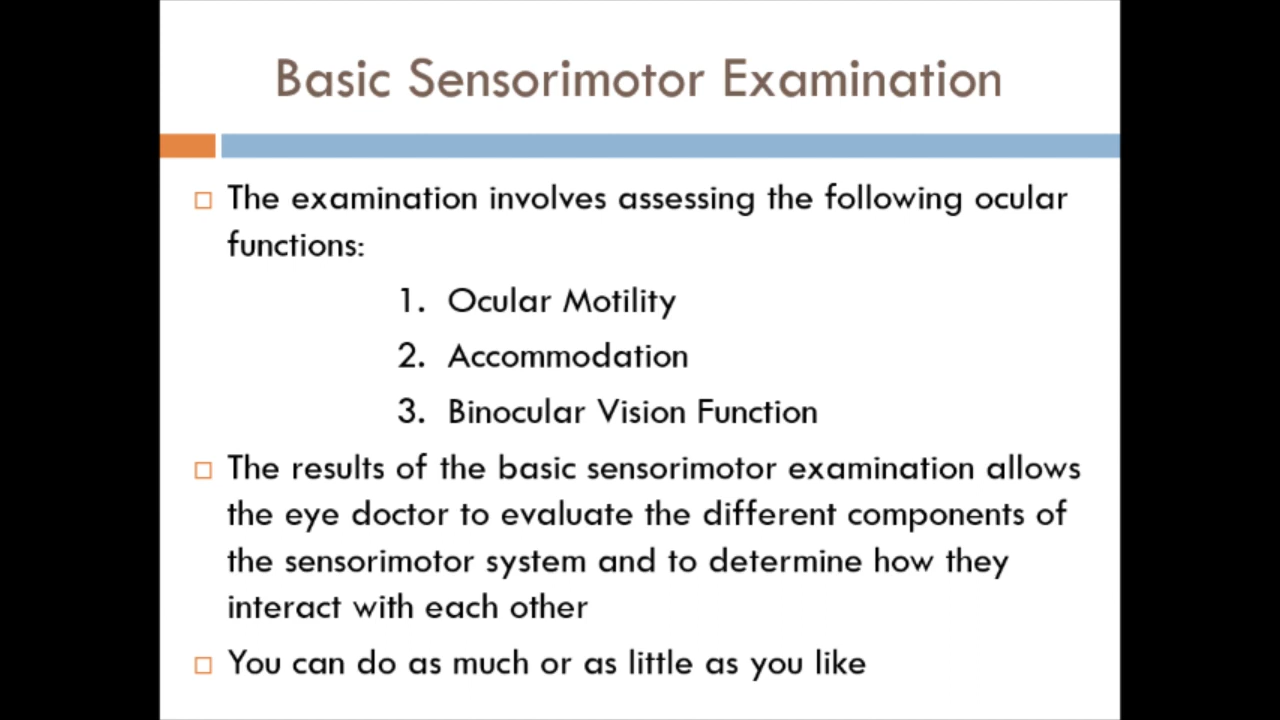 Basic Sensorimotor Examination
The examination involves assessing the following ocular
functions:
1. Ocular Motility
2. Accommodation
3. Binocular Vision Function
The results of the basic sensorimotor examination allows
the eye doctor to evaluate the different components of
the sensorimotor system and to determine how they
interact with each other
You can do as much or as little as you like